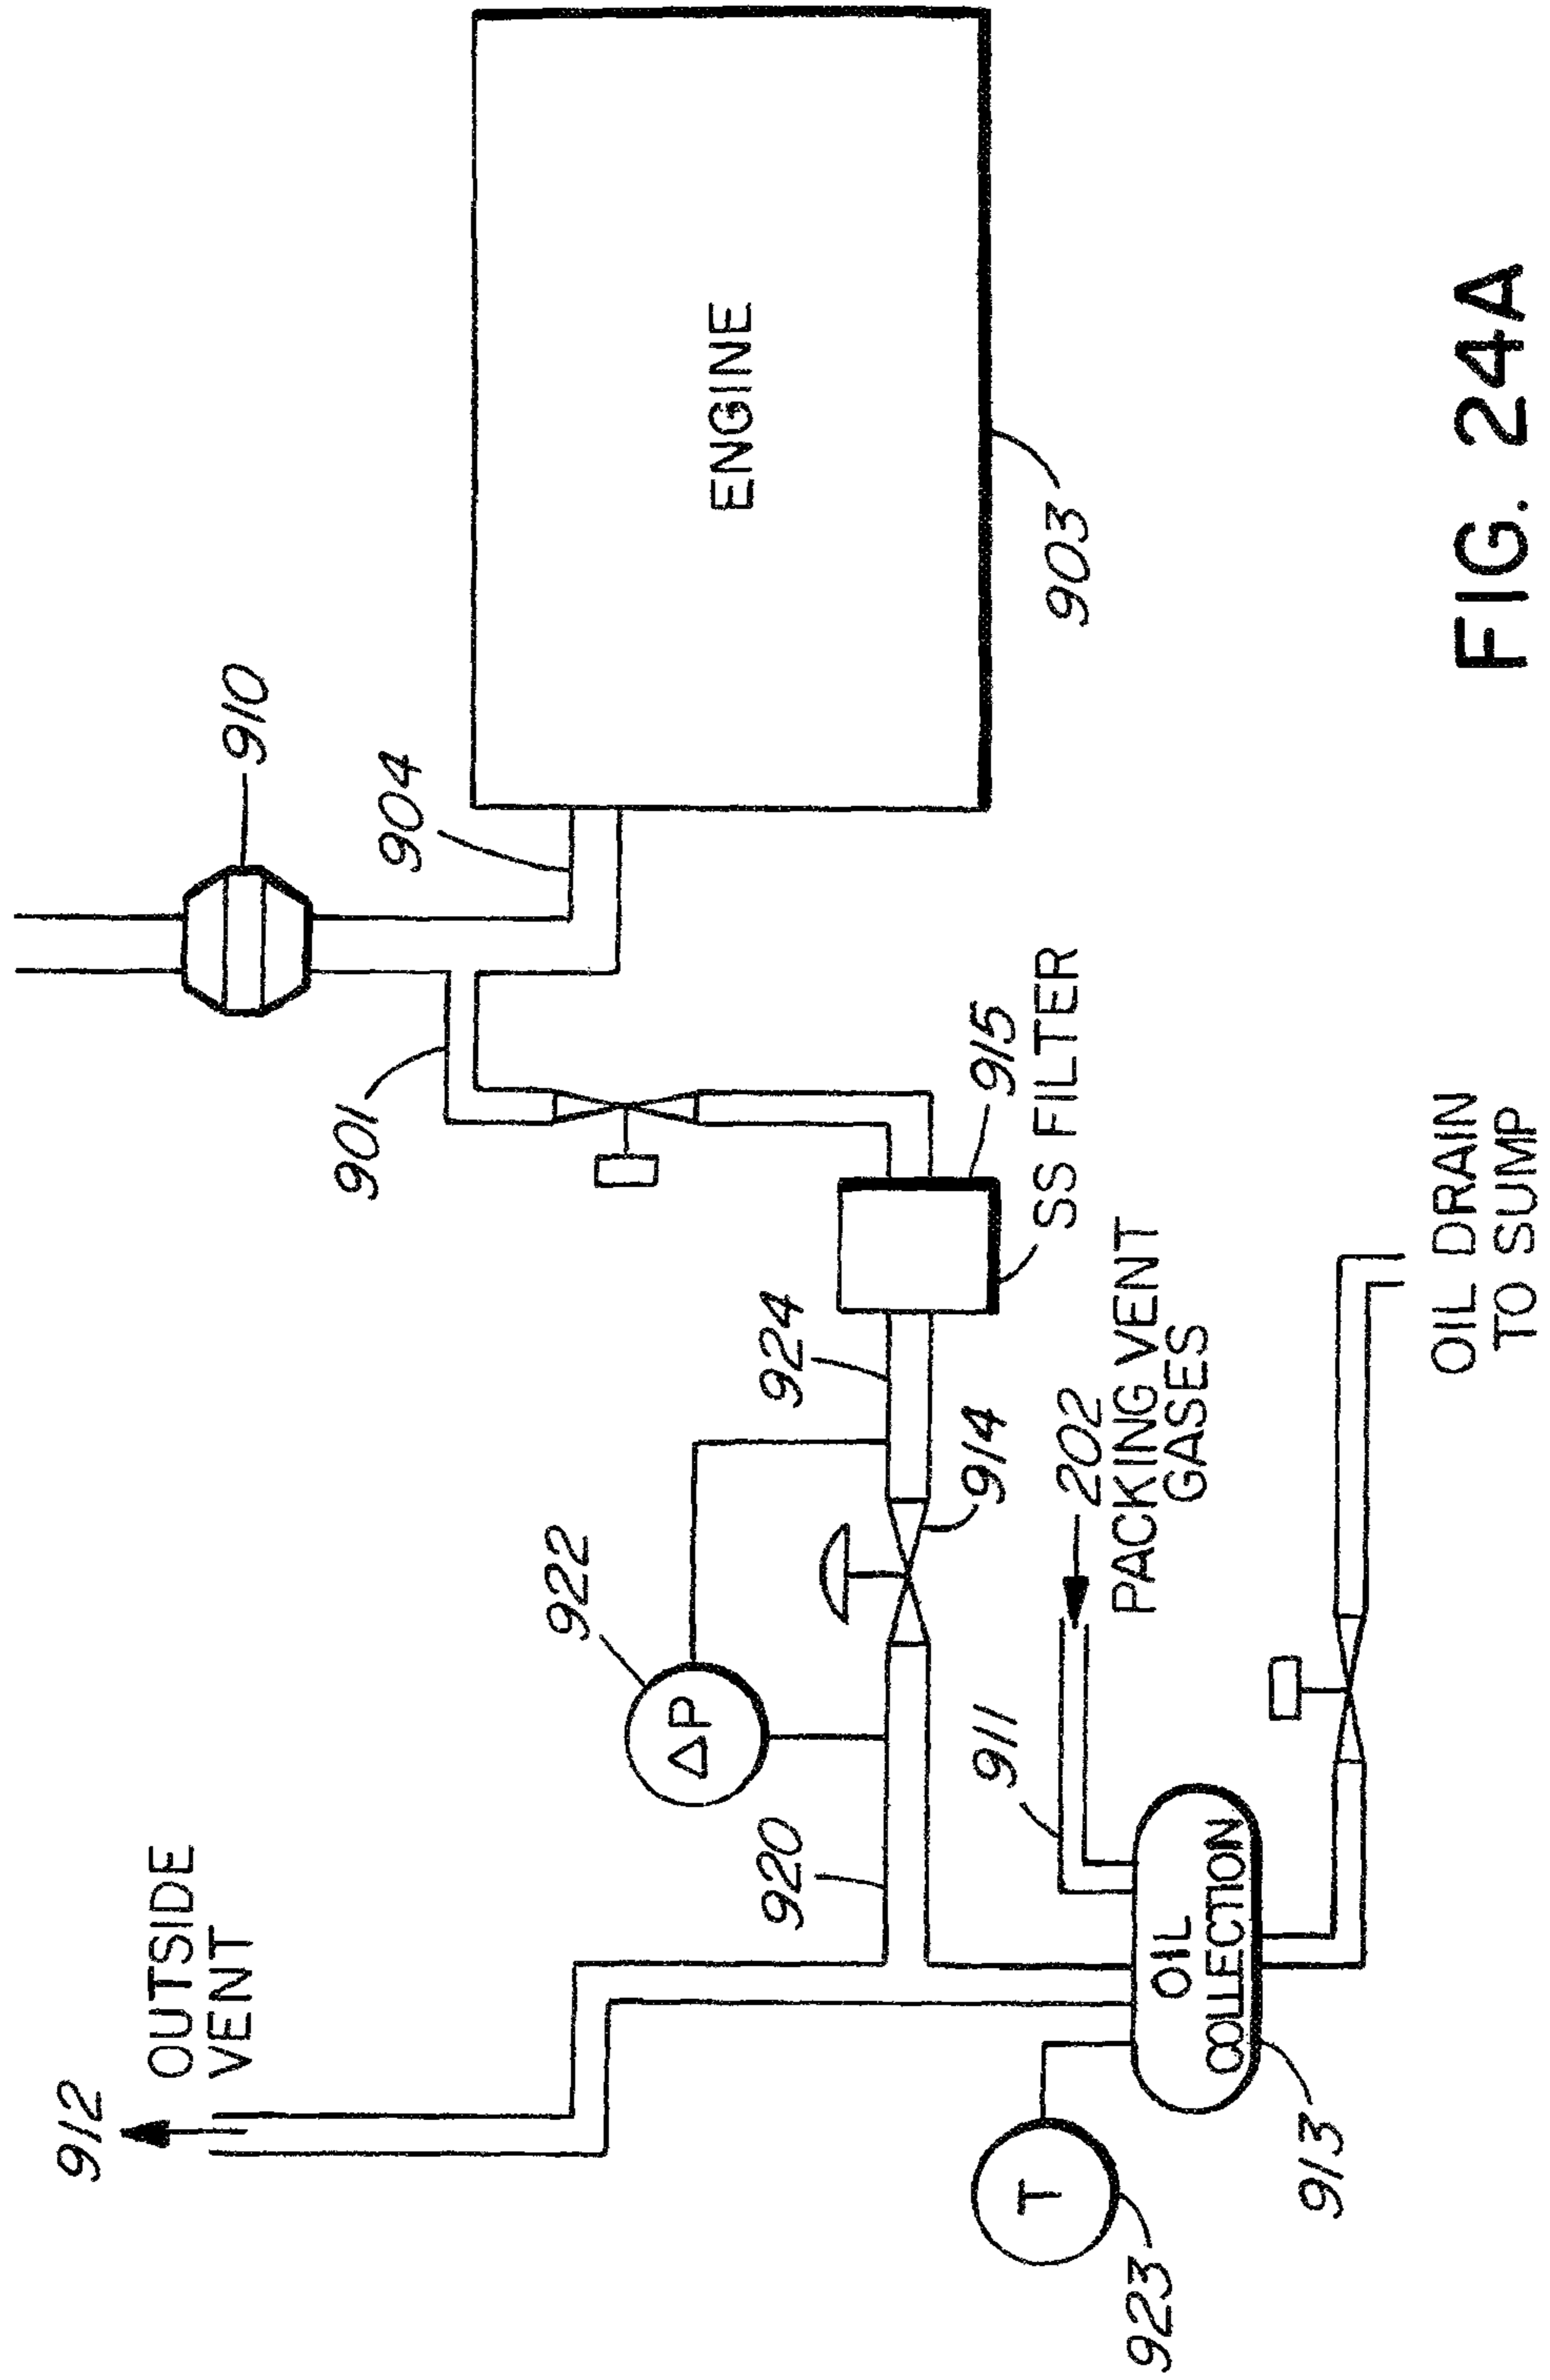 912
OUTSIDE
VENT
910
904
901
ENGINE
903
922
ΔP
920
924
914
915
SS FILTER
911
202
PACKING VENT
GASES
T
923
OIL
COLLECTION
913
OIL DRAIN
TO SUMP
FIG. 24A